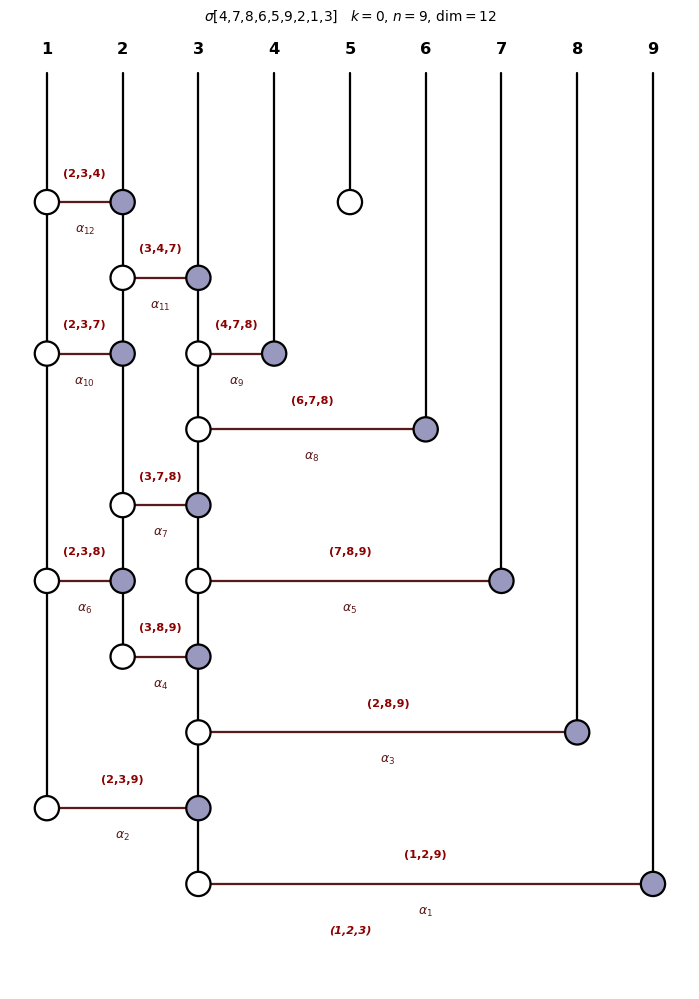 σ[4,7,8,6,5,9,2,1,3] k = 0, n = 9, dim = 12
1 2 3 4 5 6 7 8 9
(2,3,4)
α₁₂
(3,4,7)
α₁₁
(2,3,7) (4,7,8)
α₁₀ α₉
(6,7,8)
α₈
(3,7,8)
α₇
(2,3,8) (7,8,9)
α₆ α₅
(3,8,9)
α₄
(2,8,9)
α₃
(2,3,9)
α₂
(1,2,9)
α₁
(1,2,3)